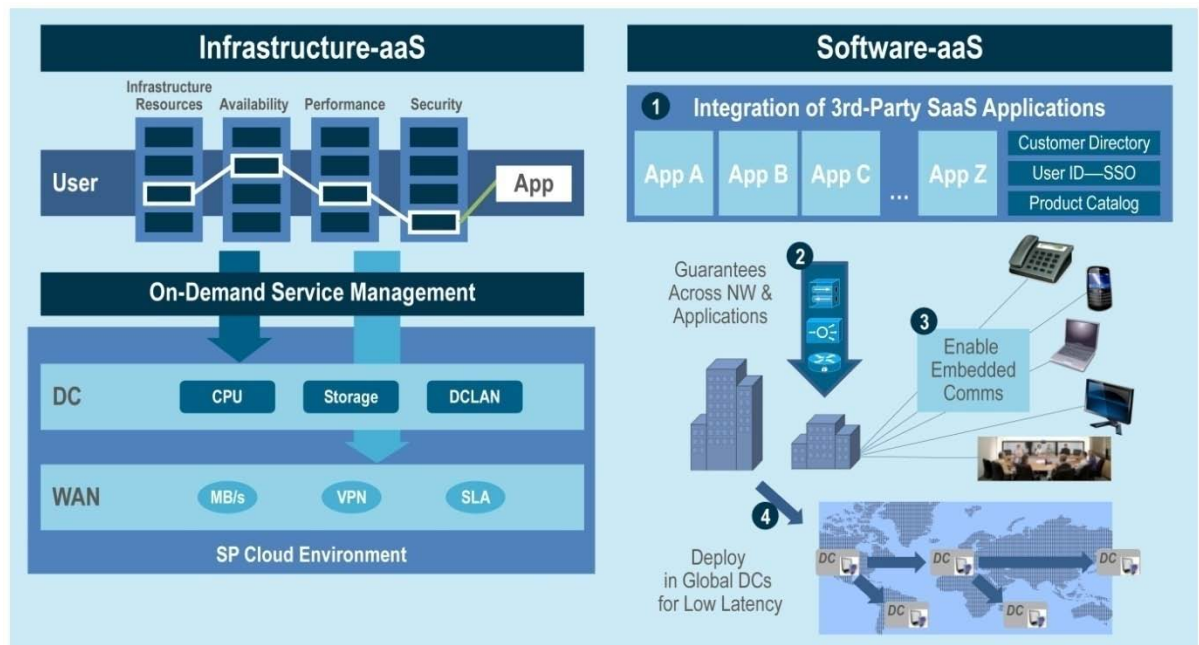 Infrastructure-aaS
Infrastructure
Resources
Availability
Performance
Security
User
App
On-Demand Service Management
DC
CPU
Storage
DCLAN
WAN
MB/s
VPN
SLA
SP Cloud Environment
Software-aaS
1
Integration of 3rd-Party SaaS Applications
App A
App B
App C
...
App Z
Customer Directory
User ID—SSO
Product Catalog
2
Guarantees
Across NW &
Applications
3
Enable
Embedded
Comms
4
Deploy
in Global DCs
for Low Latency
DC
DC
DC
DC
DC